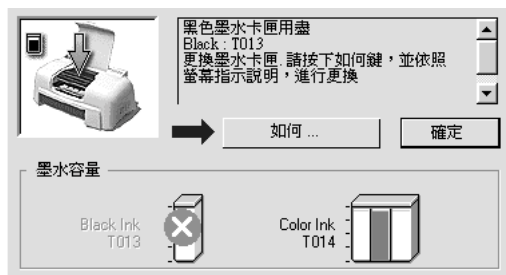 黑色墨水卡匣用盡
Black : T013
更換墨水卡匣.請按下如何鍵，並依照
螢幕指示說明，進行更換
如何 ...
確定
墨水容量
Black Ink
T013
Color Ink
T014